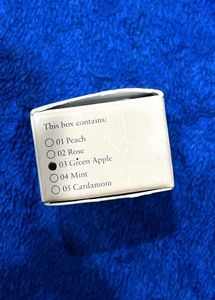 This box contains:
01 Peach
02 Rose
03 Green Apple
04 Mint
05 Cardamom